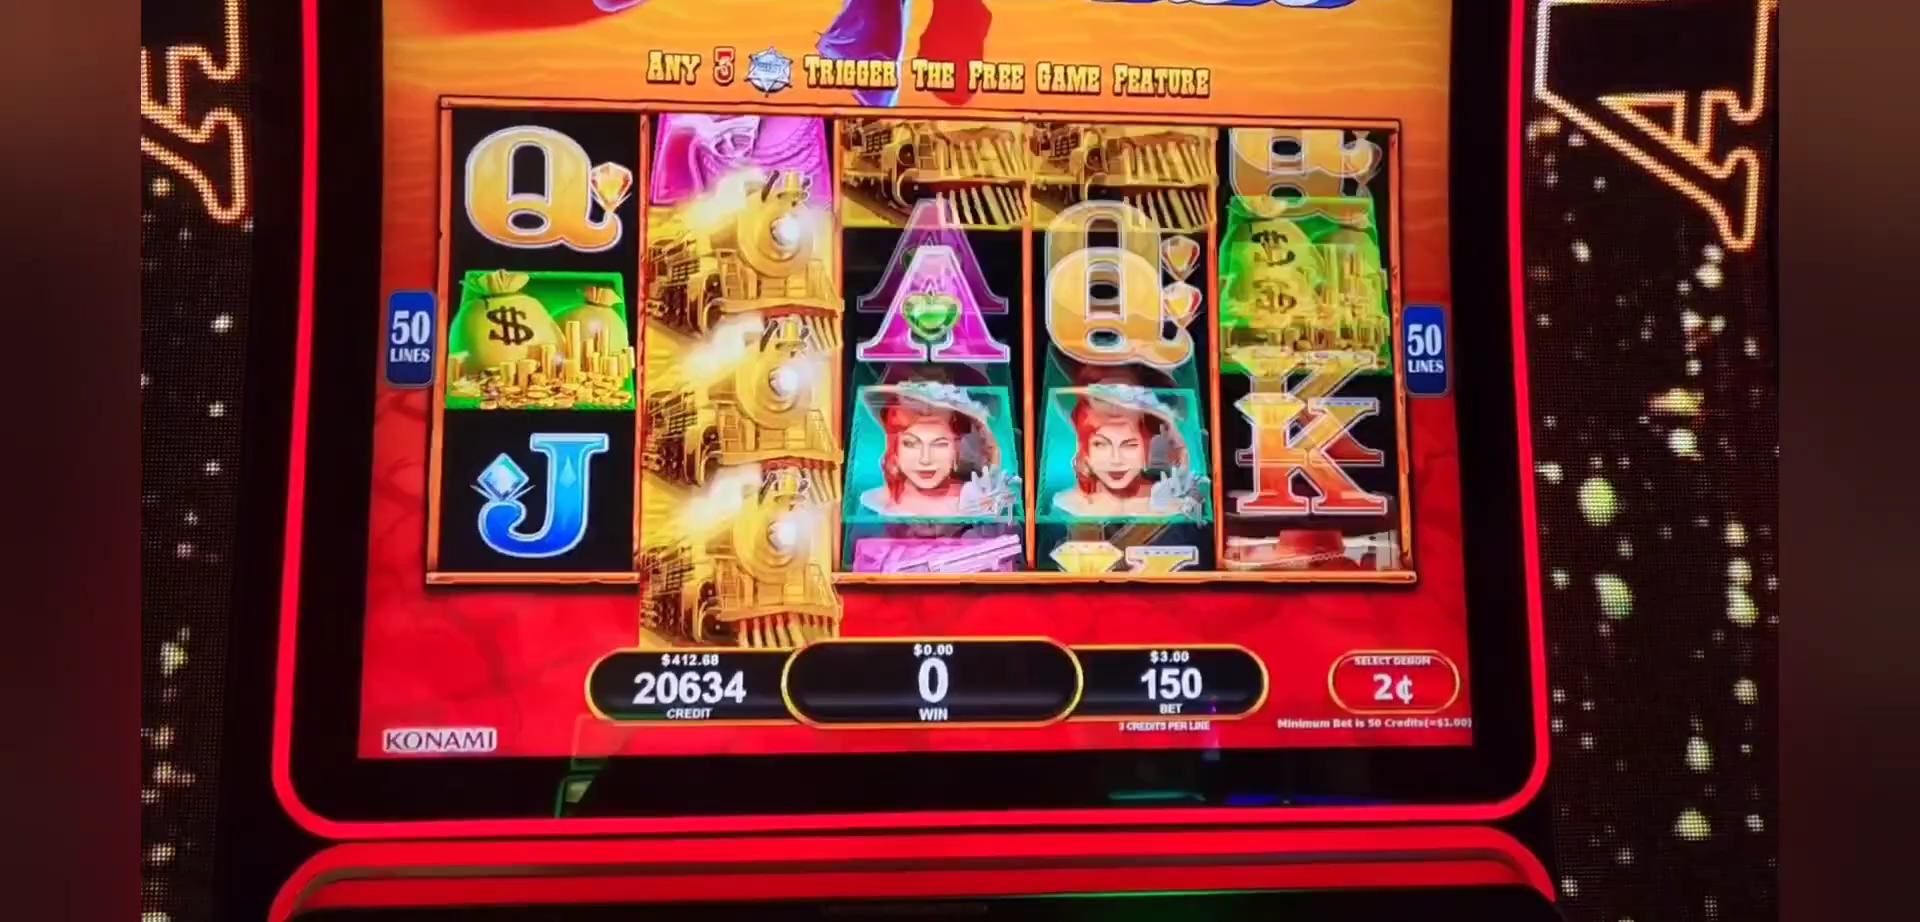 ANY 3 TRIGGER THE FREE GAME FEATURE
Q
$
J
A
A
Q
Q
K
50
LINES
50
LINES
$412.68
20634
CREDIT
$0.00
0
WIN
$3.00
150
BET
3 CREDITS PER LINE
SELECT DENOM
2¢
Minimum Bet is 50 Credits(=$1.00)
KONAMI